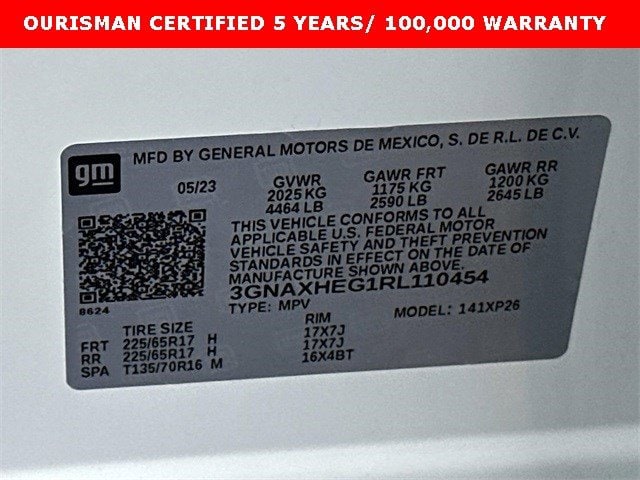 OURISMAN CERTIFIED 5 YEARS/ 100,000 WARRANTY
gm
MFD BY GENERAL MOTORS DE MEXICO, S. DE R.L. DE C.V.
05/23 GVWR GAWR FRT GAWR RR
2025 KG 1175 KG 1200 KG
4464 LB 2590 LB 2645 LB
THIS VEHICLE CONFORMS TO ALL
APPLICABLE U.S. FEDERAL MOTOR
VEHICLE SAFETY AND THEFT PREVENTION
STANDARDS IN EFFECT ON THE DATE OF
MANUFACTURE SHOWN ABOVE.
3GNAXHEG1RL110454
8624
TYPE: MPV MODEL: 141XP26
TIRE SIZE RIM
FRT 225/65R17 H 17X7J
RR 225/65R17 H 17X7J
SPA T135/70R16 M 16X4BT